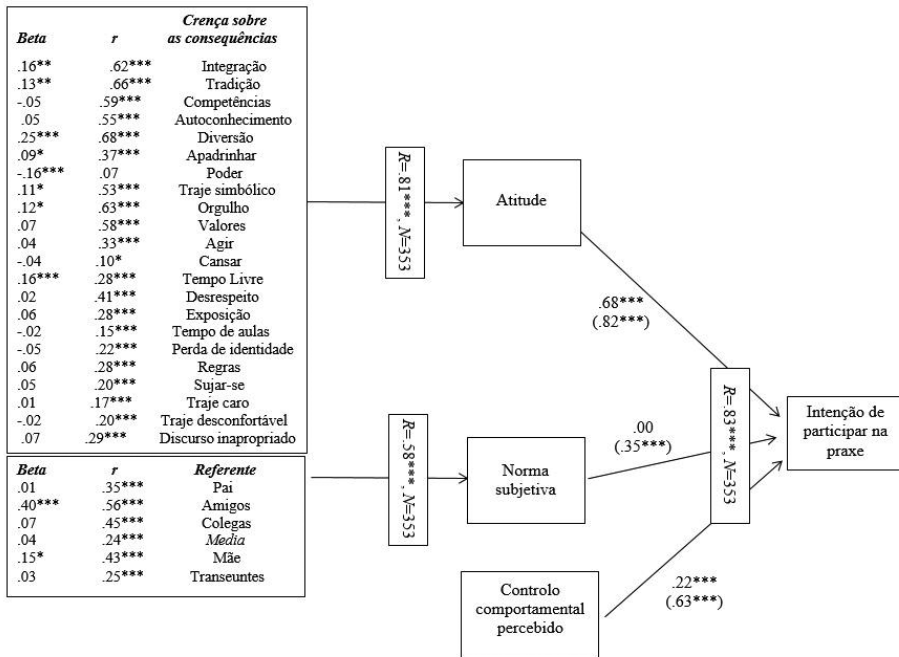 Crença sobre
Beta r as consequências
.16** .62*** Integração
.13** .66*** Tradição
-.05 .59*** Competências
.05 .55*** Autoconhecimento
.25*** .68*** Diversão
.09* .37*** Apadrinhar
-.16*** .07 Poder
.11* .53*** Traje simbólico
.12* .63*** Orgulho
.07 .58*** Valores
.04 .33*** Agir
-.04 .10* Cansar
.16*** .28*** Tempo Livre
.02 .41*** Desrespeito
.06 .28*** Exposição
-.02 .15*** Tempo de aulas
-.05 .22*** Perda de identidade
.06 .28*** Regras
.05 .20*** Sujar-se
.01 .17*** Traje caro
-.02 .20*** Traje desconfortável
.07 .29*** Discurso inapropriado
Beta r Referente
.01 .35*** Pai
.40*** .56*** Amigos
.07 .45*** Colegas
.04 .24*** Media
.15* .43*** Mãe
.03 .25*** Transeuntes
R=.81***, N=353
R=.58***, N=353
Atitude
Norma
subjetiva
Controlo
comportamental
percebido
.68***
(.82***)
.00
(.35***)
.22***
(.63***)
R=.83***, N=353
Intenção de
participar na
praxe